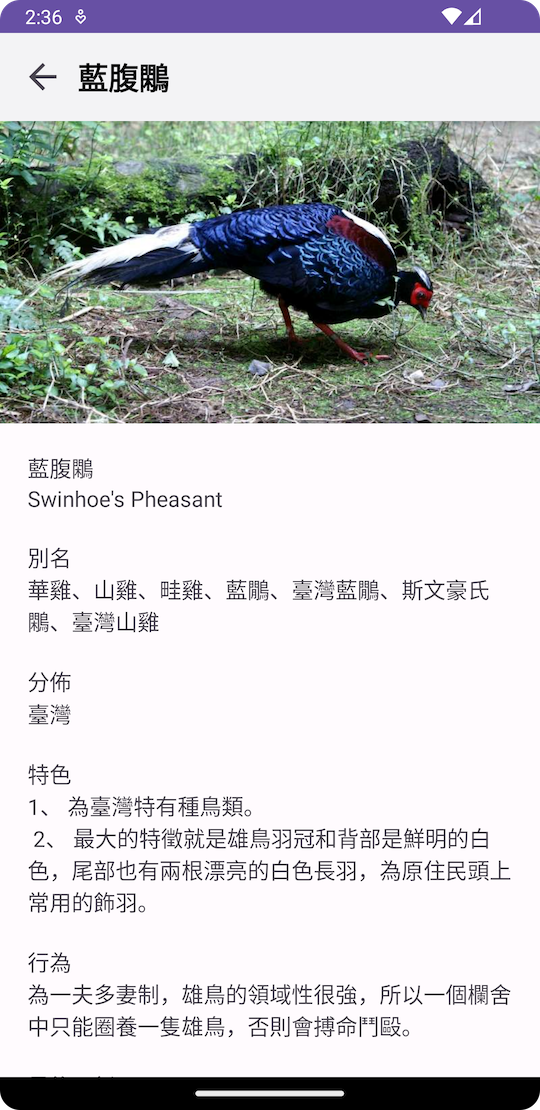 2:36
藍腹鷴
藍腹鷴
Swinhoe's Pheasant
別名
華雞、山雞、哇雞、藍鷳、臺灣藍鷳、斯文豪氏
鷴、臺灣山雞
分佈
臺灣
特色
1、 為臺灣特有種鳥類。
2、 最大的特徵就是雄鳥羽冠和背部是鮮明的白
色，尾部也有兩根漂亮的白色長羽，為原住民頭上
常用的飾羽。
行為
為一夫多妻制，雄鳥的領域性很強，所以一個欄舍
中只能圈養一隻雄鳥，否則會搏命鬥毆。